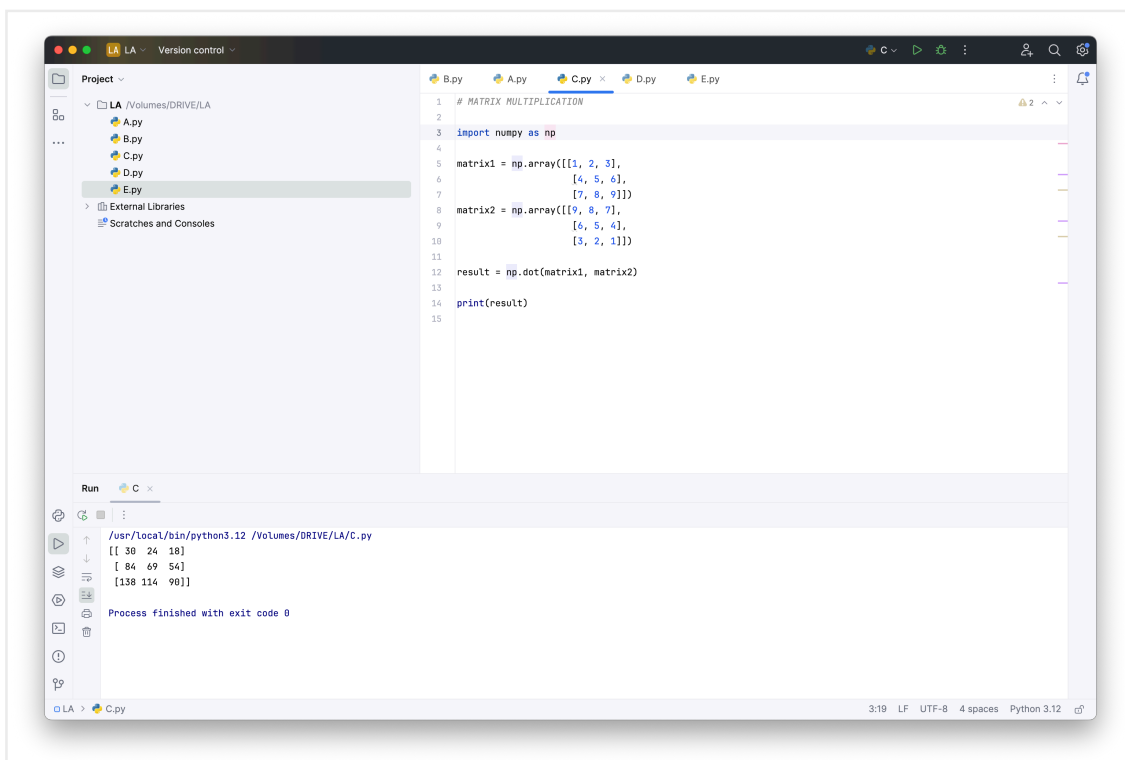 LA LA Version control C
Project
LA /Volumes/DRIVE/LA
A.py
B.py
C.py
D.py
E.py
External Libraries
Scratches and Consoles
B.py A.py C.py D.py E.py
1 # MATRIX MULTIPLICATION 2
2
3 import numpy as np
4
5 matrix1 = np.array([[1, 2, 3],
6 [4, 5, 6],
7 [7, 8, 9]])
8 matrix2 = np.array([[9, 8, 7],
9 [6, 5, 4],
10 [3, 2, 1]])
11
12 result = np.dot(matrix1, matrix2)
13
14 print(result)
15
Run C
/usr/local/bin/python3.12 /Volumes/DRIVE/LA/C.py
[[ 30 24 18]
[ 84 69 54]
[138 114 90]]
Process finished with exit code 0
LA > C.py 3:19 LF UTF-8 4 spaces Python 3.12